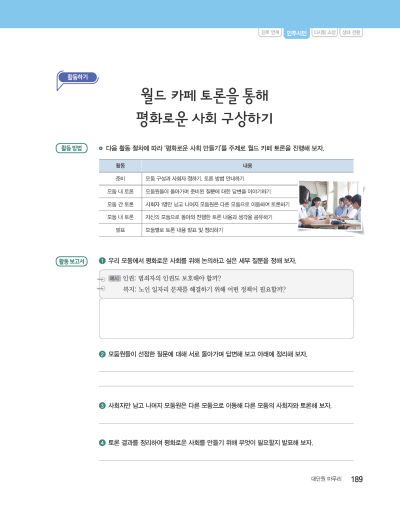 진로 연계
민주시민
디지털 소양
생태 전환
활동하기
월드 카페 토론을 통해
평화로운 사회 구상하기
활동 방법
다음 활동 절차에 따라 '평화로운 사회 만들기'를 주제로 월드 카페 토론을 진행해 보자.
활동 내용
준비 모둠 구성과 사회자 정하기, 토론 방법 안내하기
모둠 내 토론 모둠원들이 돌아가며 준비된 질문에 대한 답변을 이야기하기
모둠 간 토론 사회자 1명만 남고 나머지 모둠원은 다른 모둠으로 이동하여 토론하기
모둠 내 토론 자신의 모둠으로 돌아와 진행한 토론 내용과 생각을 공유하기
발표 모둠별로 토론 내용 발표 및 정리하기
활동 보고서
1 우리 모둠에서 평화로운 사회를 위해 논의하고 싶은 세부 질문을 정해 보자.
예시 인권: 범죄자의 인권도 보호해야 할까?
복지: 노인 일자리 문제를 해결하기 위해 어떤 정책이 필요할까?
2 모둠원들이 선정한 질문에 대해 서로 돌아가며 답변해 보고 아래에 정리해 보자.
3 사회자만 남고 나머지 모둠원은 다른 모둠으로 이동해 다른 모둠의 사회자와 토론해 보자.
4 토론 결과를 정리하며 평화로운 사회를 만들기 위해 무엇이 필요할지 발표해 보자.
대단원 마무리 189